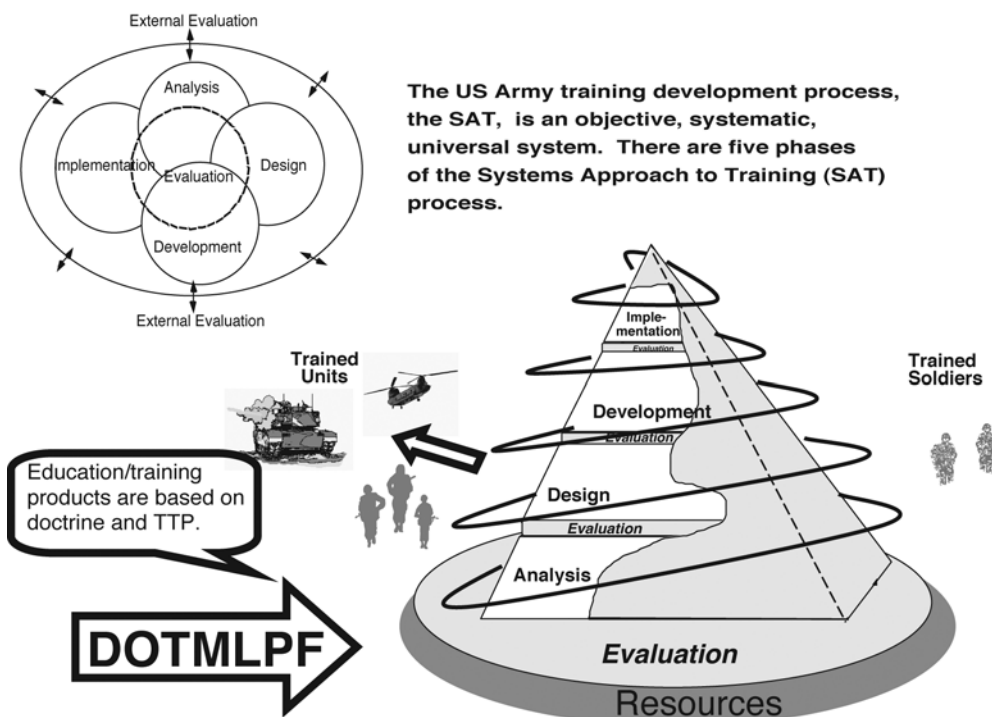 External Evaluation
Analysis
mplementation
Evaluation
Design
Development
External Evaluation
The US Army training development process,
the SAT, is an objective, systematic,
universal system. There are five phases
of the Systems Approach to Training (SAT)
process.
Trained
Units
Trained
Soldiers
Imple-
mentation
Evaluation
Development
Evaluation
Design
Evaluation
Analysis
Education/training
products are based on
doctrine and TTP.
DOTMLPF
Evaluation
Resources